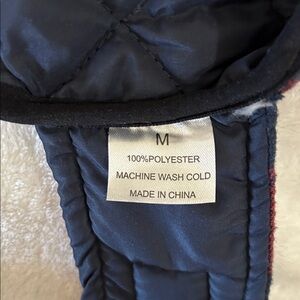 M
100%POLYESTER
MACHINE WASH COLD
MADE IN CHINA